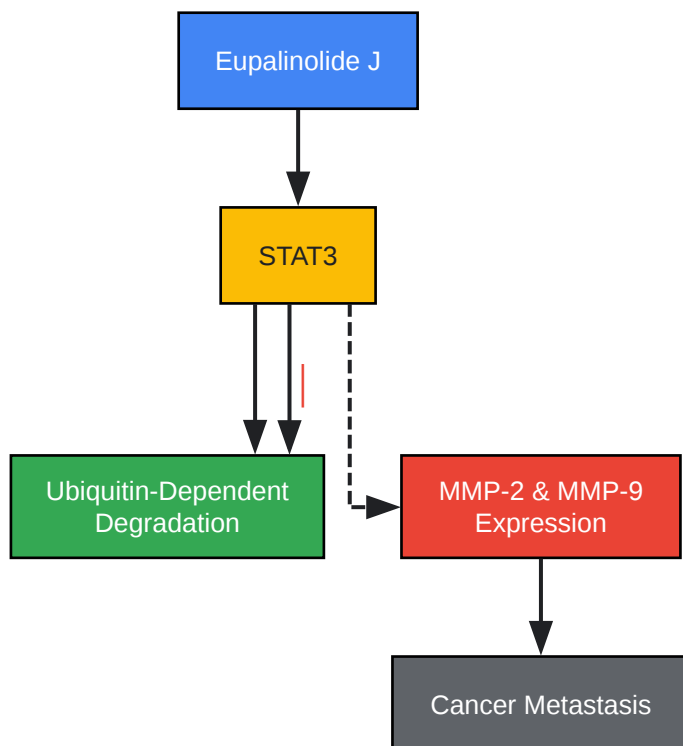 Eupalinolide J
STAT3
Ubiquitin-Dependent
Degradation
MMP-2 & MMP-9
Expression
Cancer Metastasis